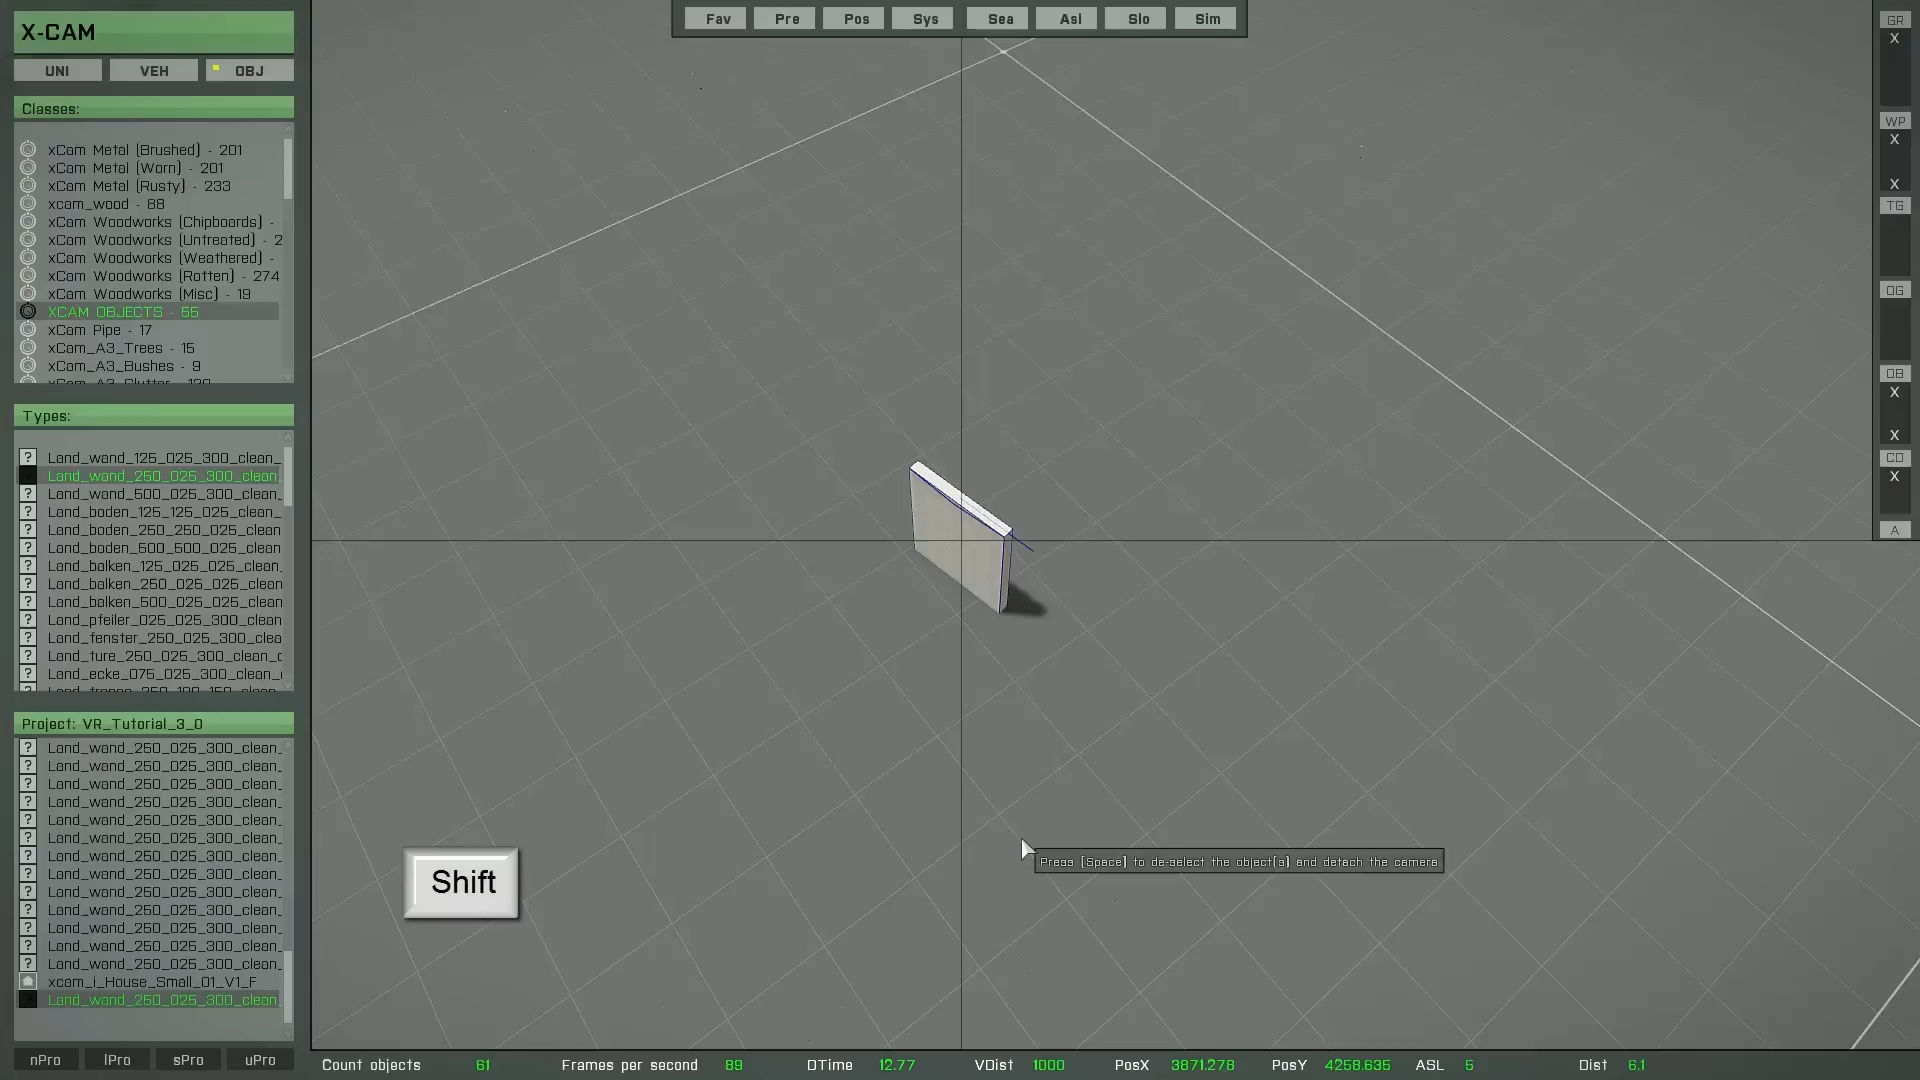 X-CAM
UNI VEH OBJ
Classes:
xCam Metal (Brushed) - 201
xCam Metal (Worn) - 201
xCam Metal (Rusty) - 233
xcam_wood - 88
xCam Woodworks (Chipboards) -
xCam Woodworks (Untreated) - 2
xCam Woodworks (Weathered) -
xCam Woodworks (Rotten) - 274
xCam Woodworks (Misc) - 19
XCAM OBJECTS - 55
xCam Pipe - 17
xCam_A3_Trees - 15
xCam_A3_Bushes - 9
Types:
Land_wand_125_025_300_clean_
Land_wand_250_025_300_clean_
Land_wand_500_025_300_clean_
Land_boden_125_125_025_clean_
Land_boden_250_250_025_clean
Land_boden_500_500_025_clean
Land_balken_125_025_025_clean_
Land_balken_250_025_025_clean
Land_balken_500_025_025_clean
Land_pfeiler_025_025_300_clean_
Land_fenster_250_025_300_clea
Land_ture_250_025_300_clean_c
Land_ecke_075_025_300_clean_
Project: VR_Tutorial_3_0
Land_wand_250_025_300_clean_
Land_wand_250_025_300_clean_
Land_wand_250_025_300_clean_
Land_wand_250_025_300_clean_
Land_wand_250_025_300_clean_
Land_wand_250_025_300_clean_
Land_wand_250_025_300_clean_
Land_wand_250_025_300_clean_
Land_wand_250_025_300_clean_
Land_wand_250_025_300_clean_
Land_wand_250_025_300_clean_
Land_wand_250_025_300_clean_
Land_wand_250_025_300_clean_
xcam_i_House_Small_01_V1_F
Land_wand_250_025_300_clean_
nPro lPro sPro uPro
Fav Pre Pos Sys Sea Asl Slo Sim
Shift
Press [Space] to de-select the object(s) and detach the camera
GR
X
WP
X
X
TG
OG
OB
X
X
CO
X
A
Count objects 61 Frames per second 89 DTime 12.77 VDist 1000 PosX 3871.278 PosY 4258.635 ASL 5 Dist 6.1